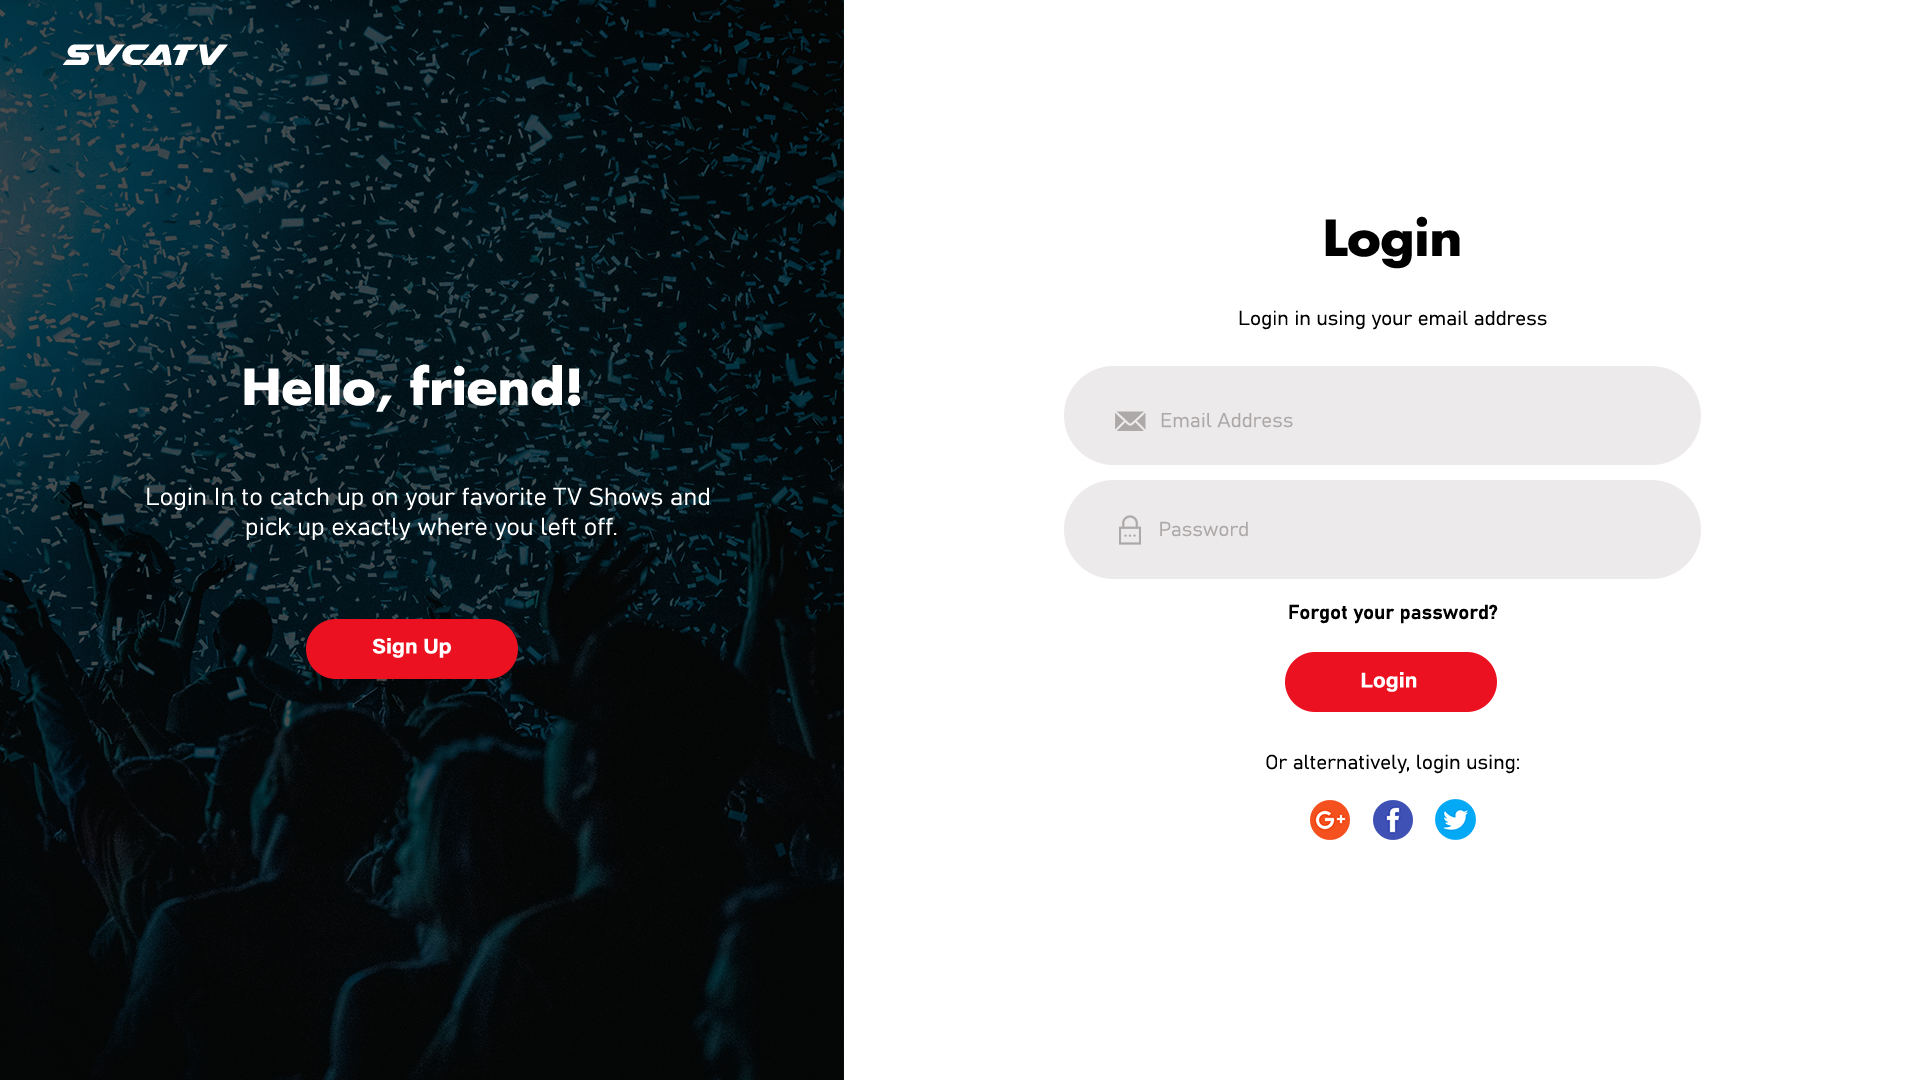 SVCATV
Hello, friend!
Login In to catch up on your favorite TV Shows and
pick up exactly where you left off.
Sign Up
Login
Login in using your email address
Email Address
Password
Forgot your password?
Login
Or alternatively, login using:
G+
f